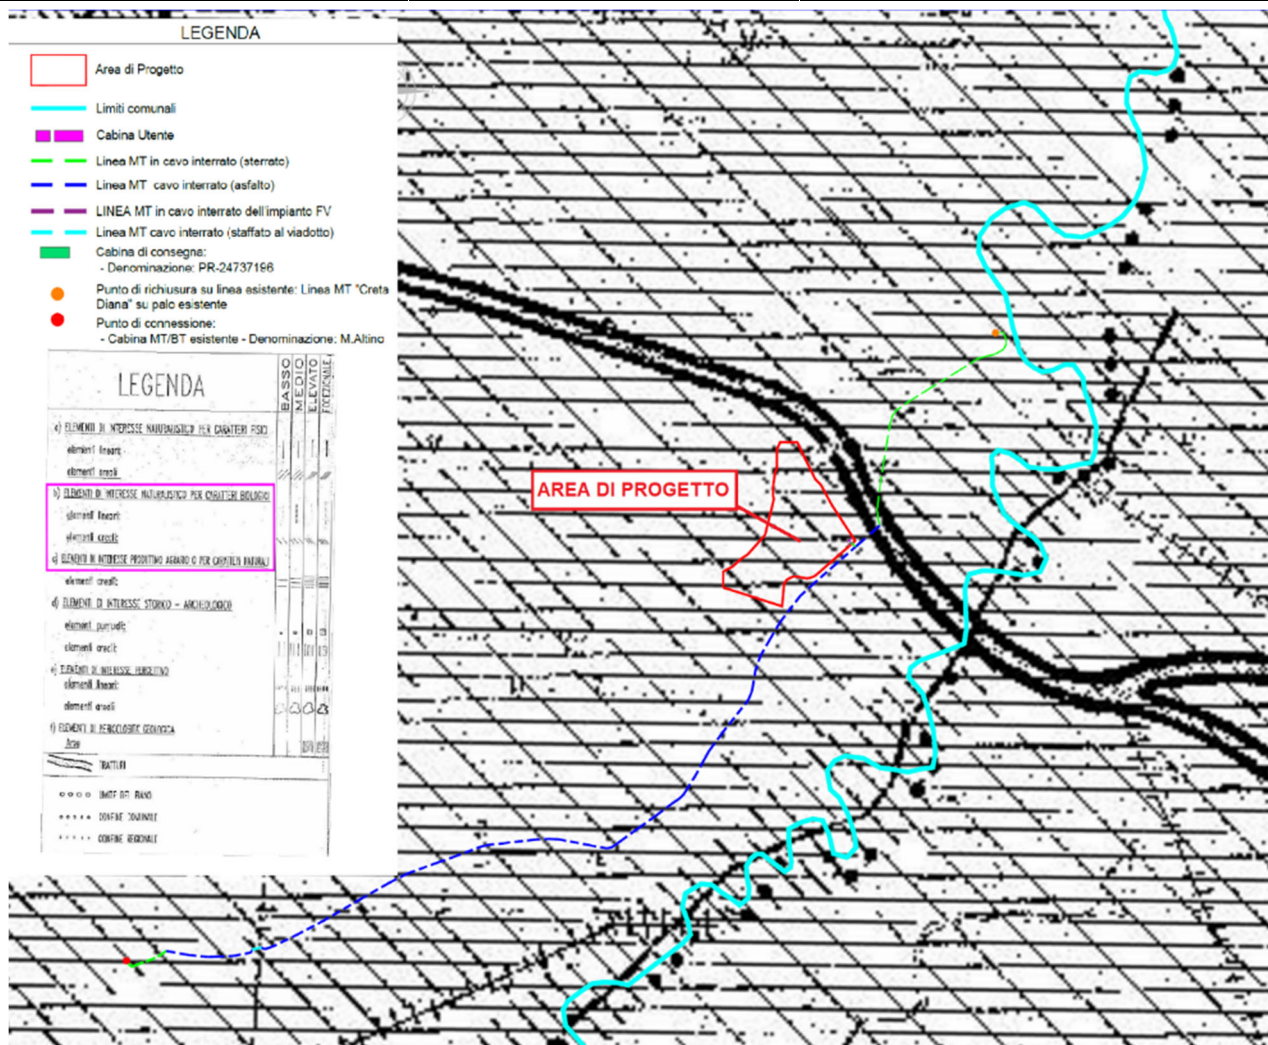 LEGENDA
Area di Progetto
Limiti comunali
Cabina Utente
Linea MT in cavo interrato (sterrato)
Linea MT cavo interrato (asfalto)
LINEA MT in cavo interrato dell'impianto FV
Linea MT cavo interrato (staffato al viadotto)
Cabina di consegna:
- Denominazione: PR-24737196
Punto di richiusura su linea esistente: Linea MT "Creta
Diana" su palo esistente
Punto di connessione:
- Cabina MT/BT esistente - Denominazione: M.Altino
LEGENDA
BASSO
MEDIO
ELEVATO
ECCEZIONALE
a) ELEMENTI DI INTERESSE NATURALISTICO PER CARATTERI FISICI
elementi lineari:
elementi areali
b) ELEMENTI DI INTERESSE NATURALISTICO PER CARATTERI BIOLOGICI
elementi lineari:
elementi areali:
c) ELEMENTI DI INTERESSE PRODUTTIVO AGRARIO O PER CARATTERI NATURALI
elementi areali:
d) ELEMENTI DI INTERESSE STORICO - ARCHEOLOGICO
elementi puntuali:
elementi areali:
e) ELEMENTI DI INTERESSE PERCETTIVO
elementi lineari:
elementi areali
f) ELEMENTI DI PERICOLOSITÀ GEOLOGICA
Aree
TRATTURI
LIMITE DEL PIANO
CONFINE COMUNALE
CONFINE REGIONALE
AREA DI PROGETTO